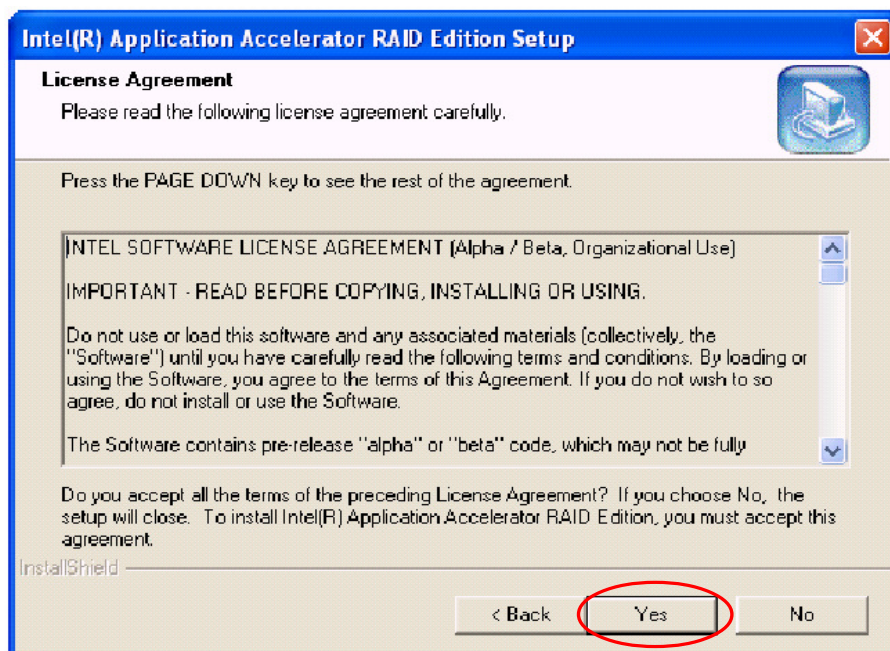 Intel(R) Application Accelerator RAID Edition Setup
License Agreement
Please read the following license agreement carefully.
Press the PAGE DOWN key to see the rest of the agreement.
INTEL SOFTWARE LICENSE AGREEMENT (Alpha / Beta, Organizational Use)
IMPORTANT - READ BEFORE COPYING, INSTALLING OR USING.
Do not use or load this software and any associated materials (collectively, the
"Software") until you have carefully read the following terms and conditions. By loading or
using the Software, you agree to the terms of this Agreement. If you do not wish to so
agree, do not install or use the Software.
The Software contains pre-release "alpha" or "beta" code, which may not be fully
Do you accept all the terms of the preceding License Agreement? If you choose No, the
setup will close. To install Intel(R) Application Accelerator RAID Edition, you must accept this
agreement.
InstallShield
< Back
Yes
No